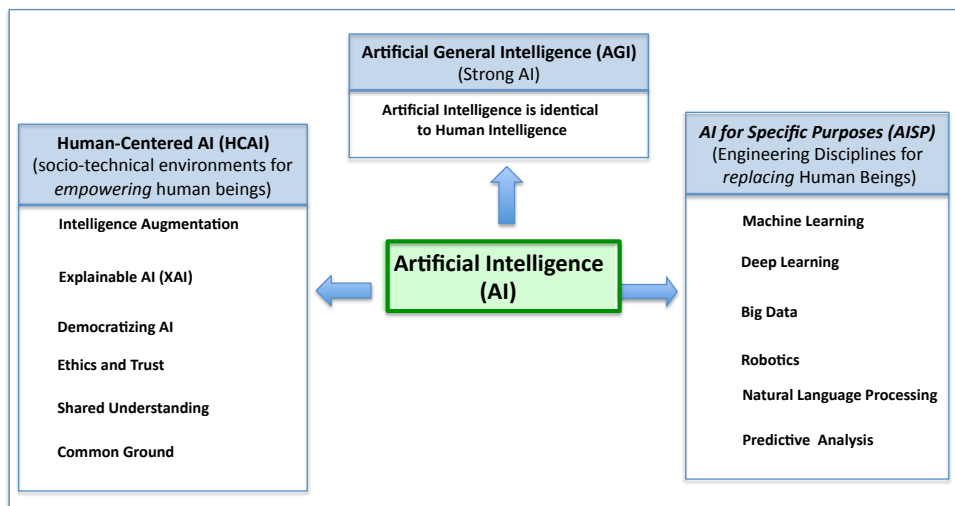 Artificial General Intelligence (AGI)
(Strong AI)
Artificial Intelligence is identical
to Human Intelligence
Human-Centered AI (HCAI)
(socio-technical environments for
empowering human beings)
Intelligence Augmentation
Explainable AI (XAI)
Democratizing AI
Ethics and Trust
Shared Understanding
Common Ground
Artificial Intelligence
(AI)
AI for Specific Purposes (AISP)
(Engineering Disciplines for
replacing Human Beings)
Machine Learning
Deep Learning
Big Data
Robotics
Natural Language Processing
Predictive Analysis